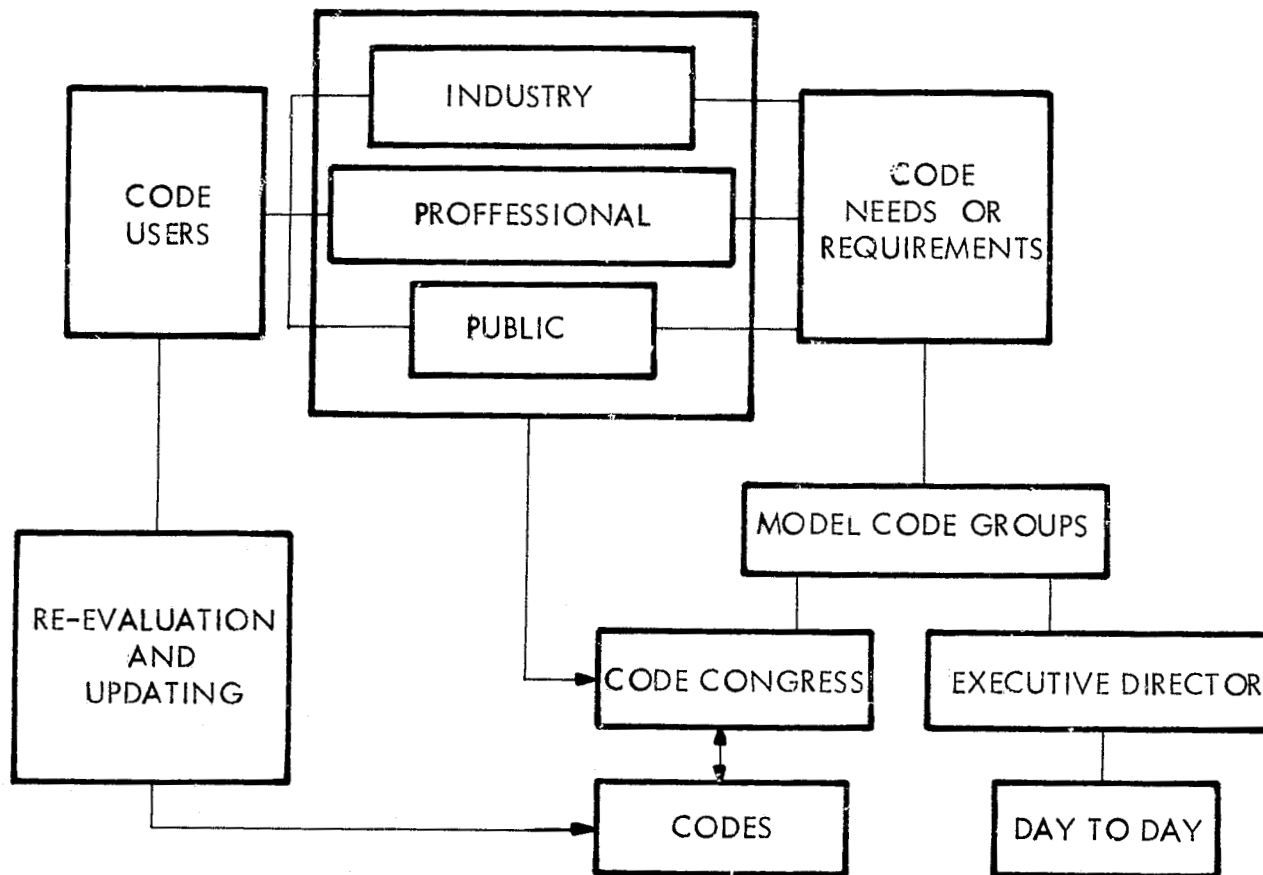 INDUSTRY
CODE
USERS
PROFFESSIONAL
CODE
NEEDS OR
REQUIREMENTS
PUBLIC
MODEL CODE GROUPS
RE-EVALUATION
AND
UPDATING
CODE CONGRESS
EXECUTIVE DIRECTOR
CODES
DAY TO DAY